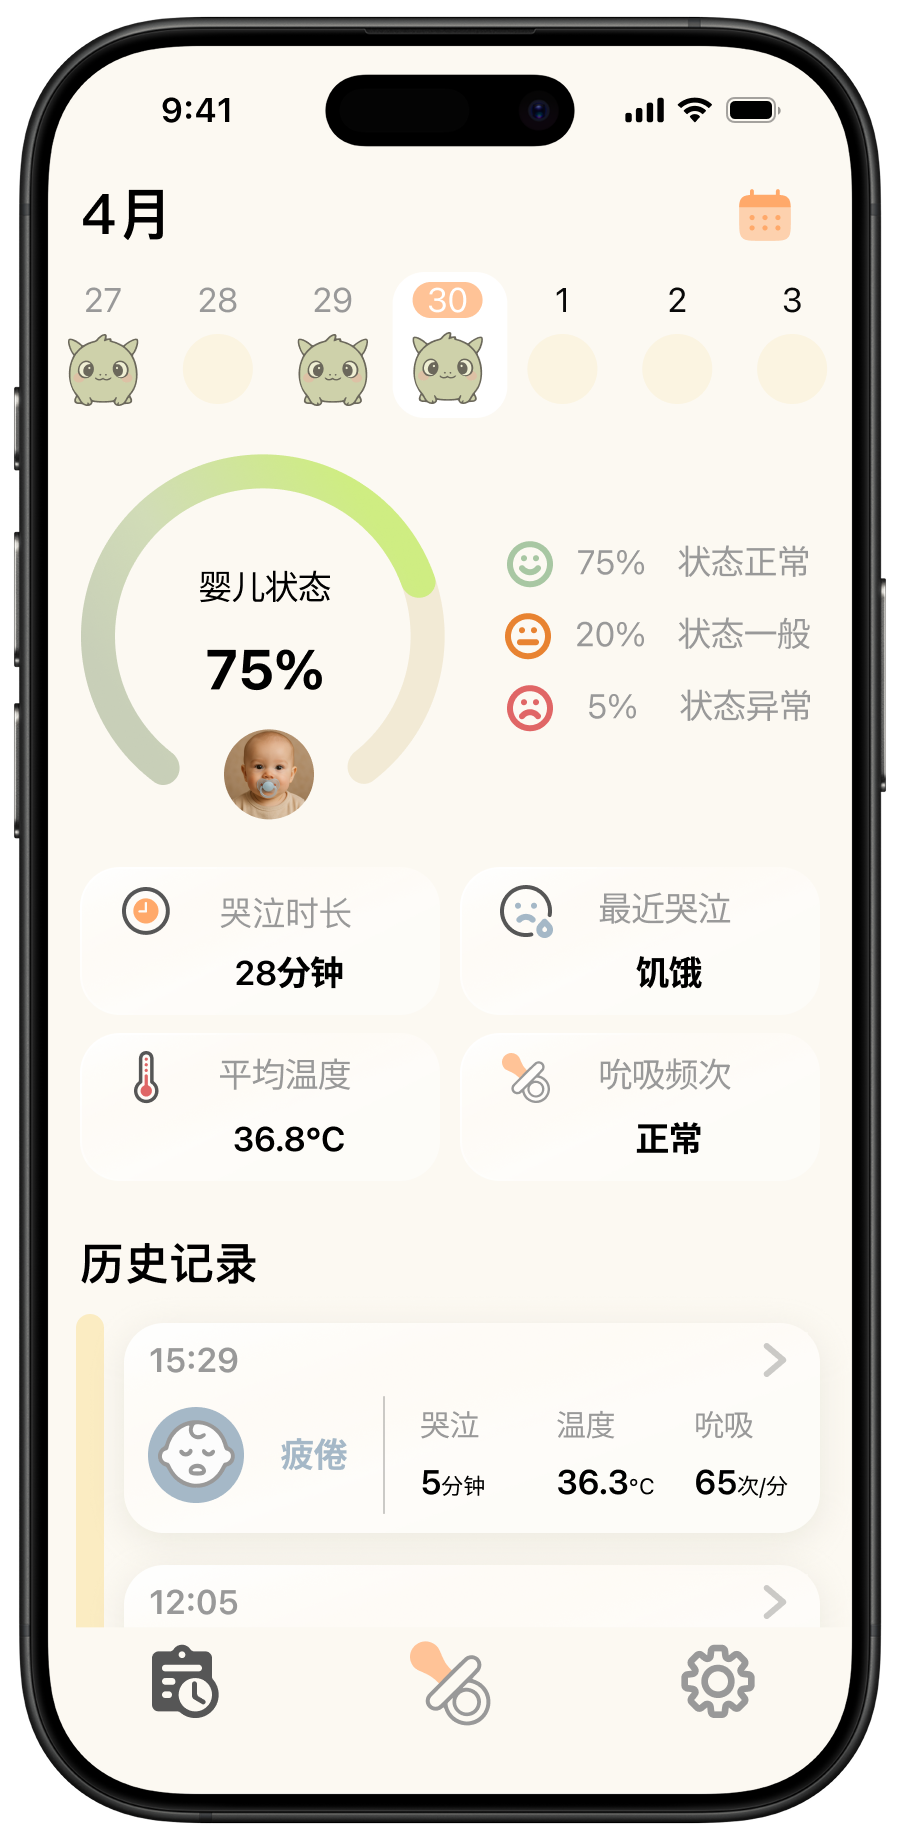 9:41
4月
27 28 29 30 1 2 3
婴儿状态
75%
75% 状态正常
20% 状态一般
5% 状态异常
哭泣时长
28分钟
最近哭泣
饥饿
平均温度
36.8°C
吮吸频次
正常
历史记录
15:29
疲倦
哭泣 温度 吮吸
5分钟 36.3°C 65次/分
12:05